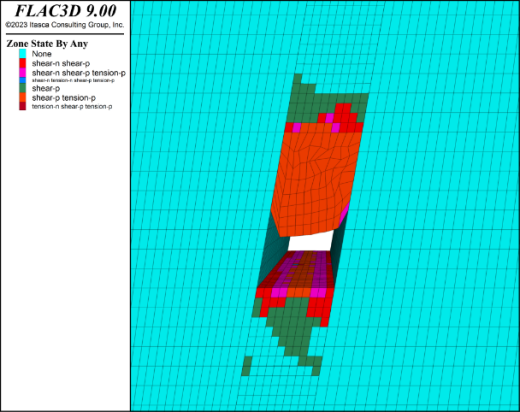 FLAC3D 9.00
©2023 Itasca Consulting Group, Inc.
Zone State By Any
None
shear-n shear-p
shear-n shear-p tension-p
shear-n tension-n shear-p tension-p
shear-p
shear-p tension-p
tension-n shear-p tension-p